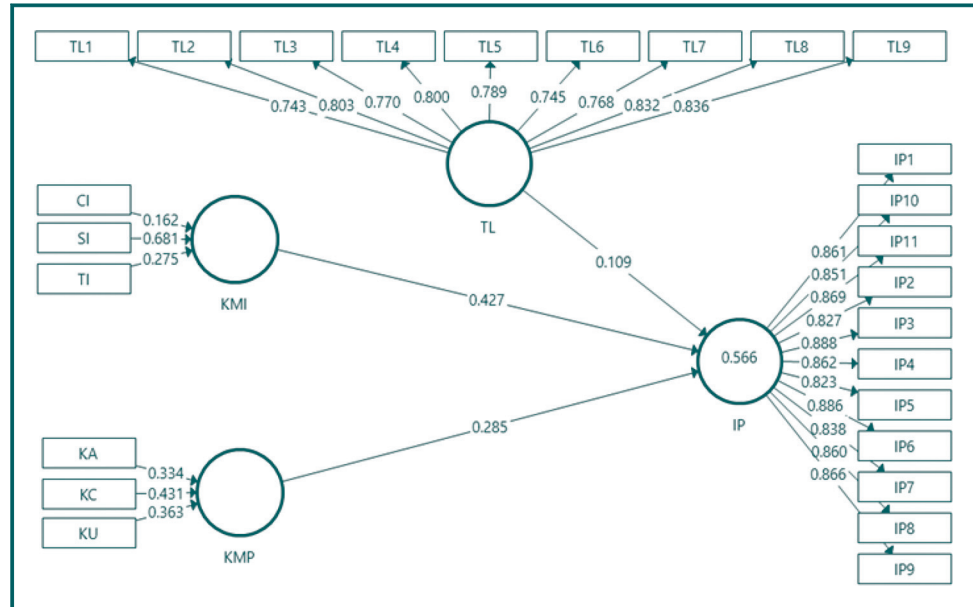 TL1 TL2 TL3 TL4 TL5 TL6 TL7 TL8 TL9
0.743 0.803 0.770 0.800 0.789 0.745 0.768 0.832 0.836
TL
CI
SI
TI
0.162
0.681
0.275
KMI
0.427
0.109
KA
KC
KU
0.334
0.431
0.363
KMP
0.285
0.566
IP
0.861
0.851
0.869
0.827
0.888
0.862
0.823
0.886
0.838
0.860
0.866
IP1
IP10
IP11
IP2
IP3
IP4
IP5
IP6
IP7
IP8
IP9